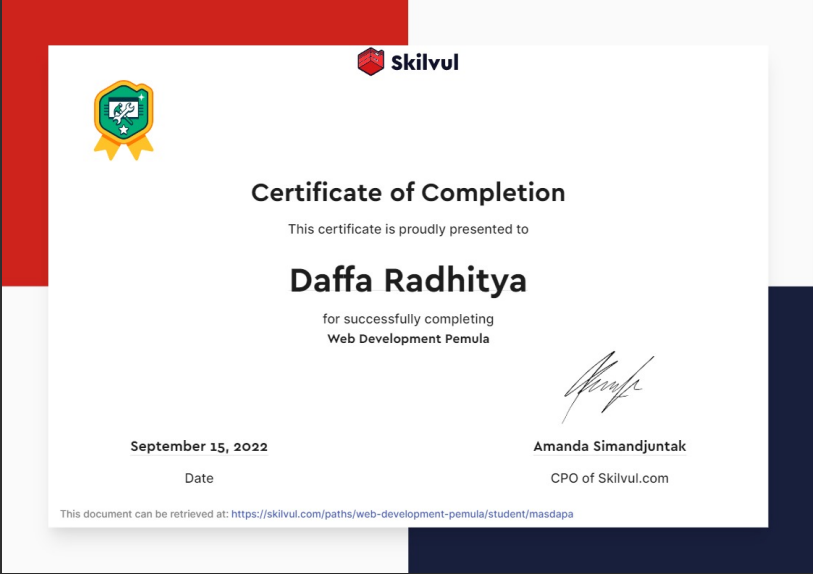 Skilvul
Certificate of Completion
This certificate is proudly presented to
Daffa Radhitya
for successfully completing
Web Development Pemula
September 15, 2022
Date
Amanda Simandjuntak
CPO of Skilvul.com
This document can be retrieved at: https://skilvul.com/paths/web-development-pemula/student/masdapa